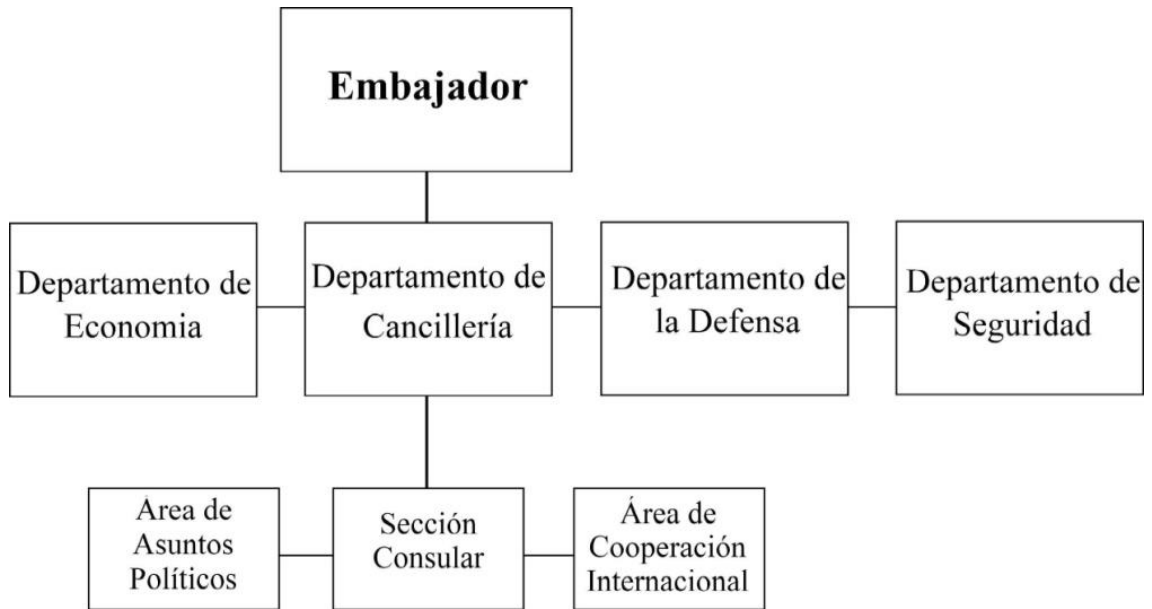 Embajador
Departamento de
Economia
Departamento de
Cancillería
Departamento de
la Defensa
Departamento de
Seguridad
Área de
Asuntos
Políticos
Sección
Consular
Área de
Cooperación
Internacional